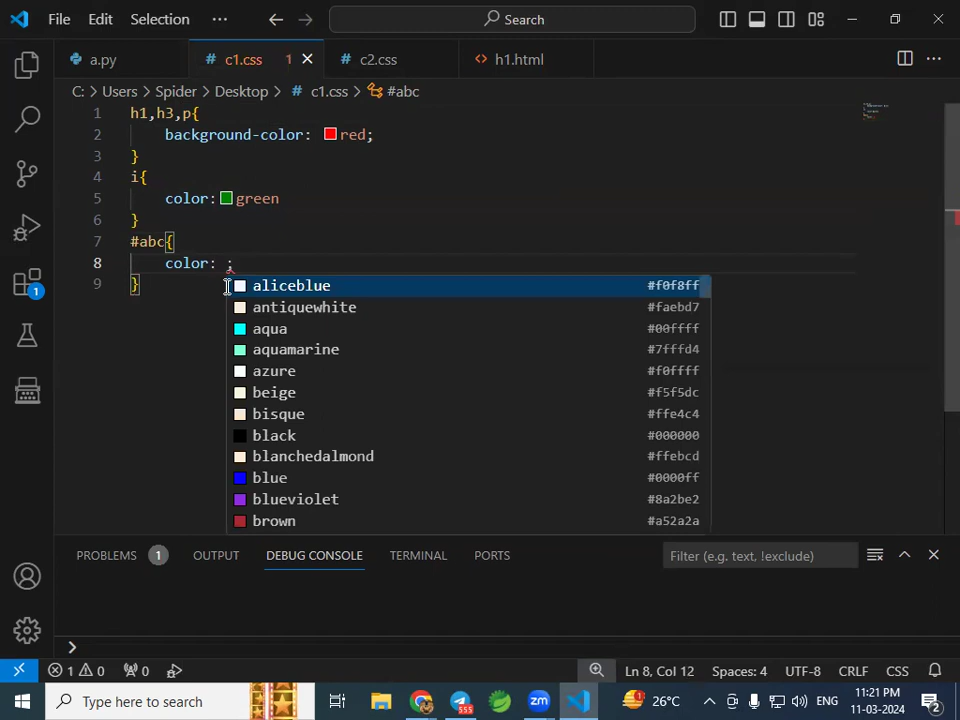 File Edit Selection ··· Search
a.py c1.css 1 c2.css h1.html
C: > Users > Spider > Desktop > # c1.css > #abc
1 h1,h3,p{
2 background-color: red;
3 }
4 i{
5 color: green
6 }
7 #abc{
8 color: ;
9 }
aliceblue #f0f8ff
antiquewhite #faebd7
aqua #00ffff
aquamarine #7fffd4
azure #f0ffff
beige #f5f5dc
bisque #ffe4c4
black #000000
blanchedalmond #ffebcd
blue #0000ff
blueviolet #8a2be2
brown #a52a2a
1
PROBLEMS 1 OUTPUT DEBUG CONSOLE TERMINAL PORTS Filter (e.g. text, !exclude)
1 0 0 Ln 8, Col 12 Spaces: 4 UTF-8 CRLF CSS
Type here to search 1 26°C ENG 11:21 PM
11-03-2024 2